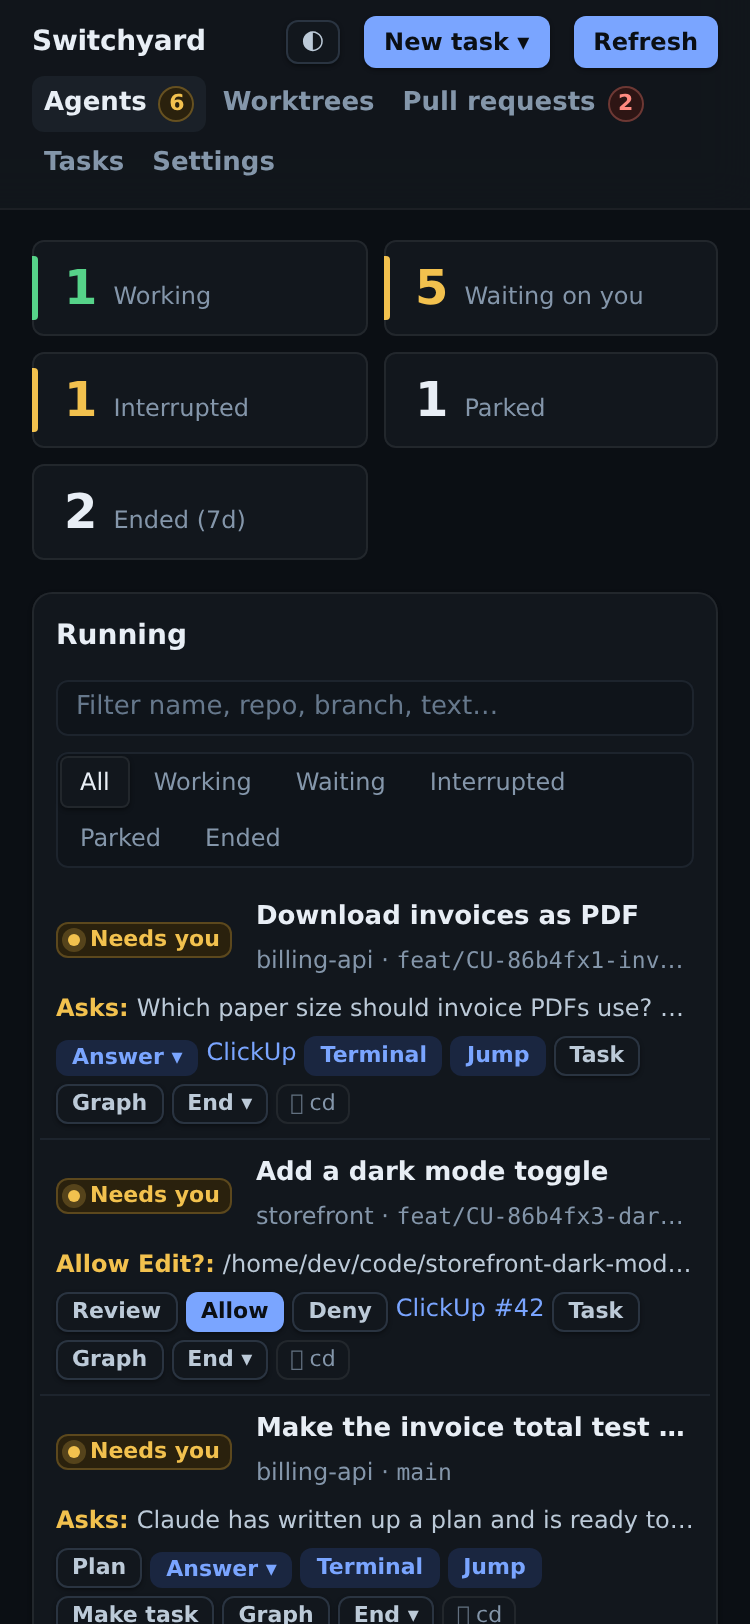 Switchyard
New task ▾
Refresh
Agents 6 Worktrees Pull requests 2
Tasks Settings
1 Working
5 Waiting on you
1 Interrupted
1 Parked
2 Ended (7d)
Running
Filter name, repo, branch, text…
All Working Waiting Interrupted
Parked Ended
Needs you
Download invoices as PDF
billing-api · feat/CU-86b4fx1-inv…
Asks: Which paper size should invoice PDFs use? …
Answer ▾ ClickUp Terminal Jump Task
Graph End ▾ cd
Needs you
Add a dark mode toggle
storefront · feat/CU-86b4fx3-dar…
Allow Edit?: /home/dev/code/storefront-dark-mod…
Review Allow Deny ClickUp #42 Task
Graph End ▾ cd
Needs you
Make the invoice total test …
billing-api · main
Asks: Claude has written up a plan and is ready to…
Plan Answer ▾ Terminal Jump
Make task Graph End ▾ cd